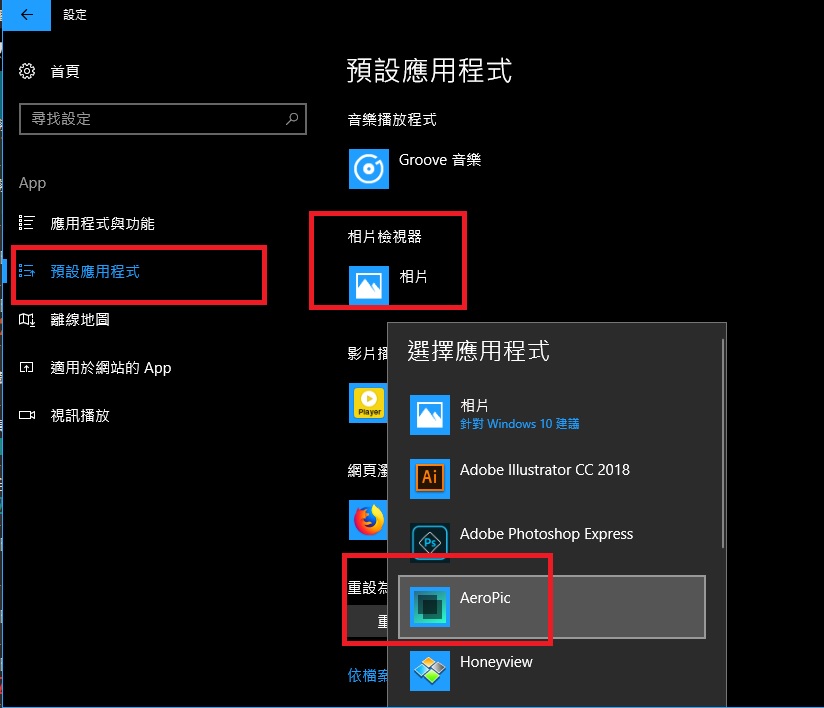 設定
首頁
尋找設定
App
應用程式與功能
預設應用程式
離線地圖
適用於網站的 App
視訊播放
預設應用程式
音樂播放程式
Groove 音樂
相片檢視器
相片
影片播
Player
網頁瀏
重設為
重
依檔案
選擇應用程式
相片
針對 Windows 10 建議
Ai
Adobe Illustrator CC 2018
Ps
Adobe Photoshop Express
AeroPic
Honeyview